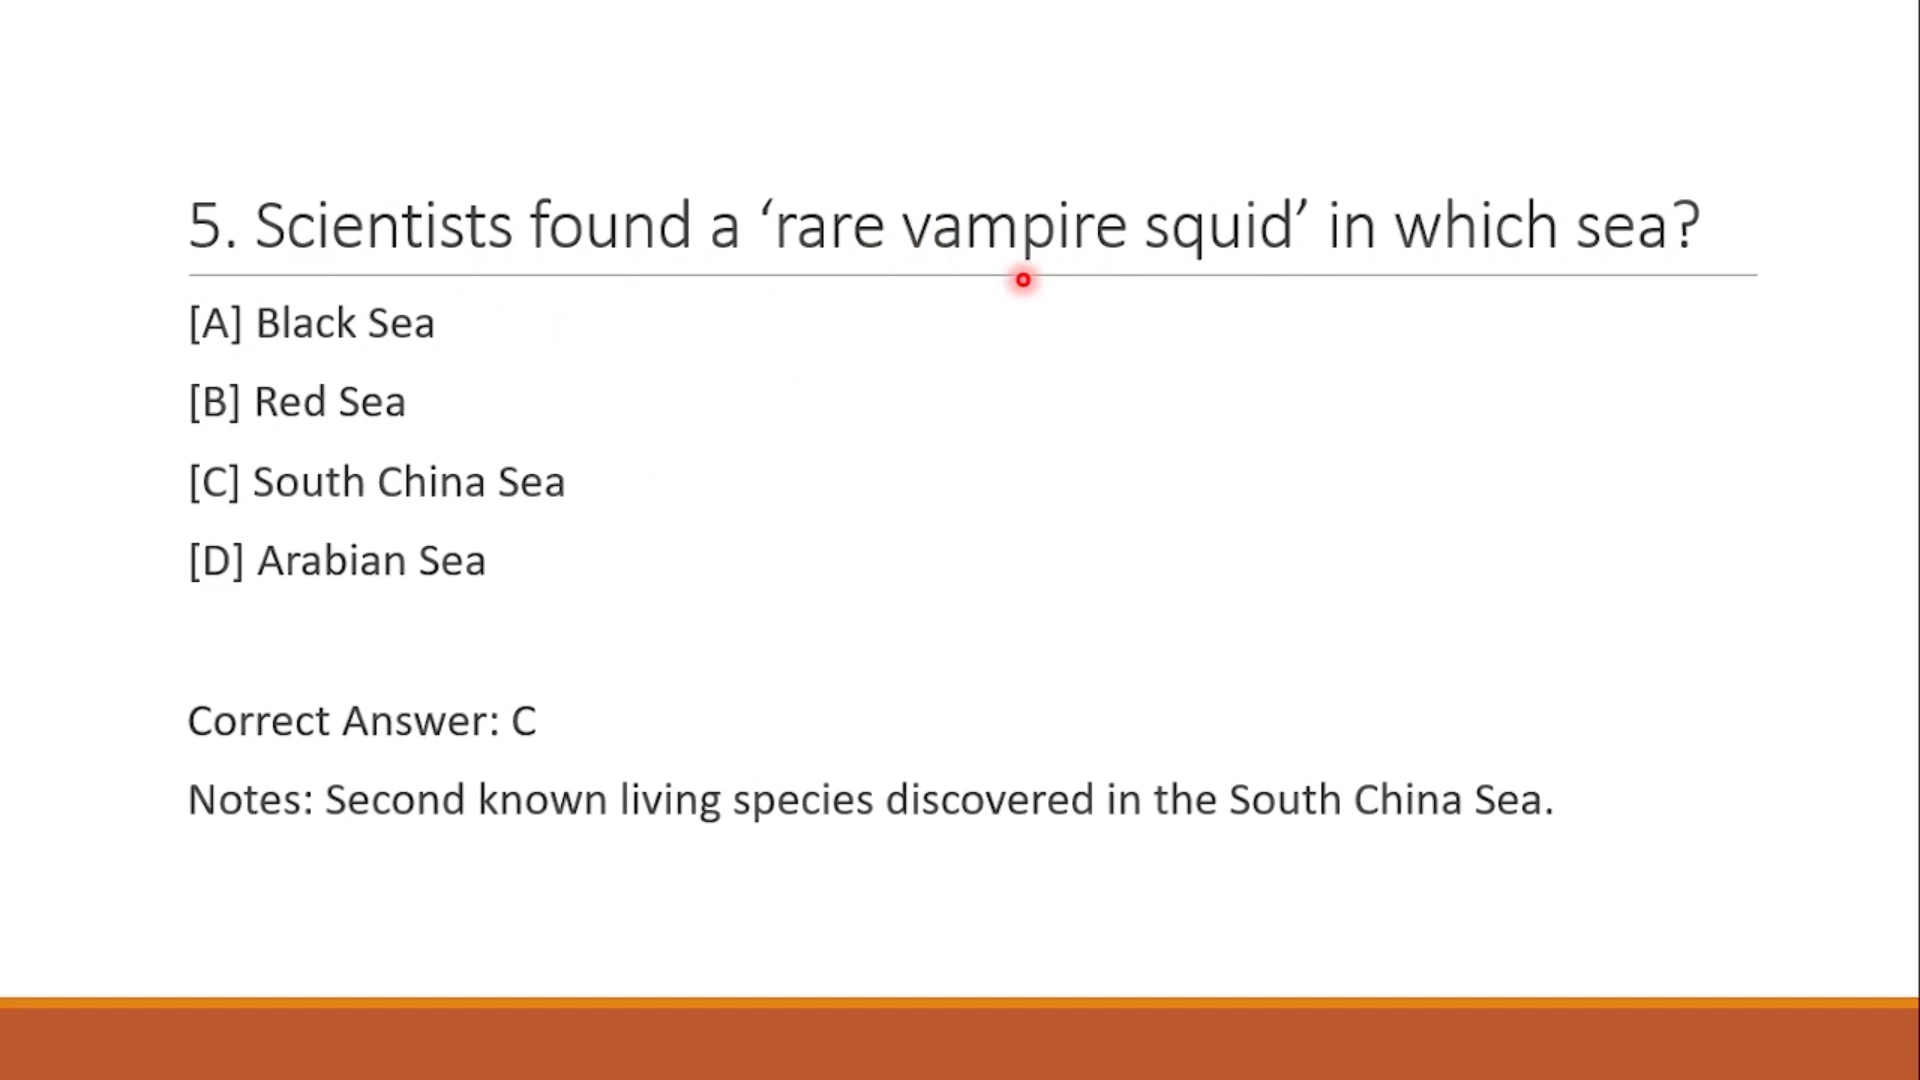 5. Scientists found a ‘rare vampire squid’ in which sea?
[A] Black Sea
[B] Red Sea
[C] South China Sea
[D] Arabian Sea
Correct Answer: C
Notes: Second known living species discovered in the South China Sea.